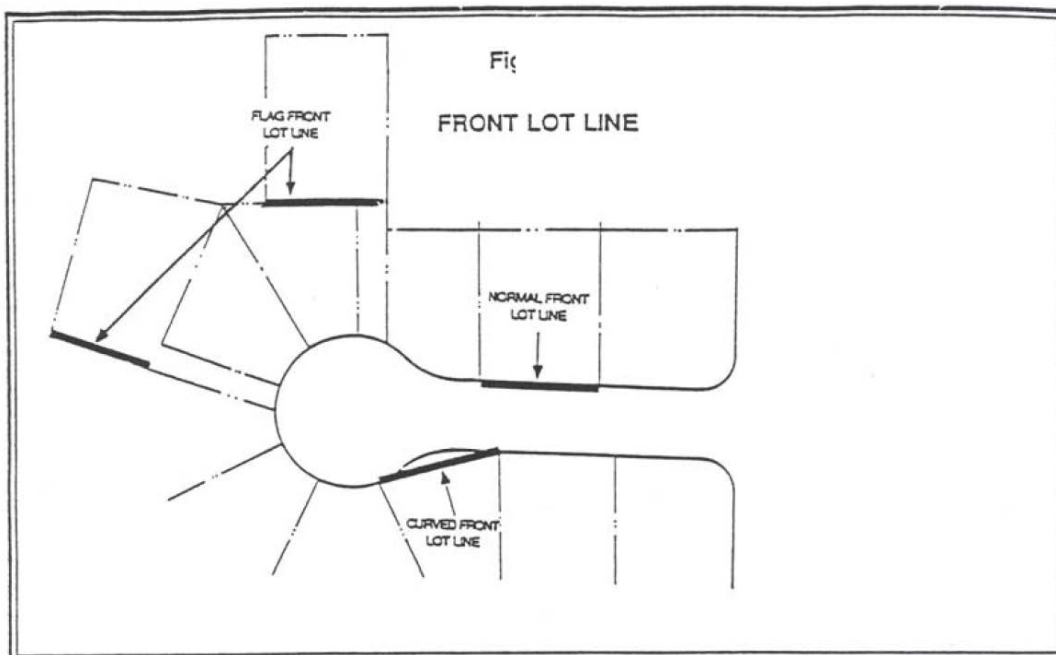 Fig
FRONT LOT LINE
FLAG FRONT
LOT LINE
NORMAL FRONT
LOT LINE
CURVED FRONT
LOT LINE